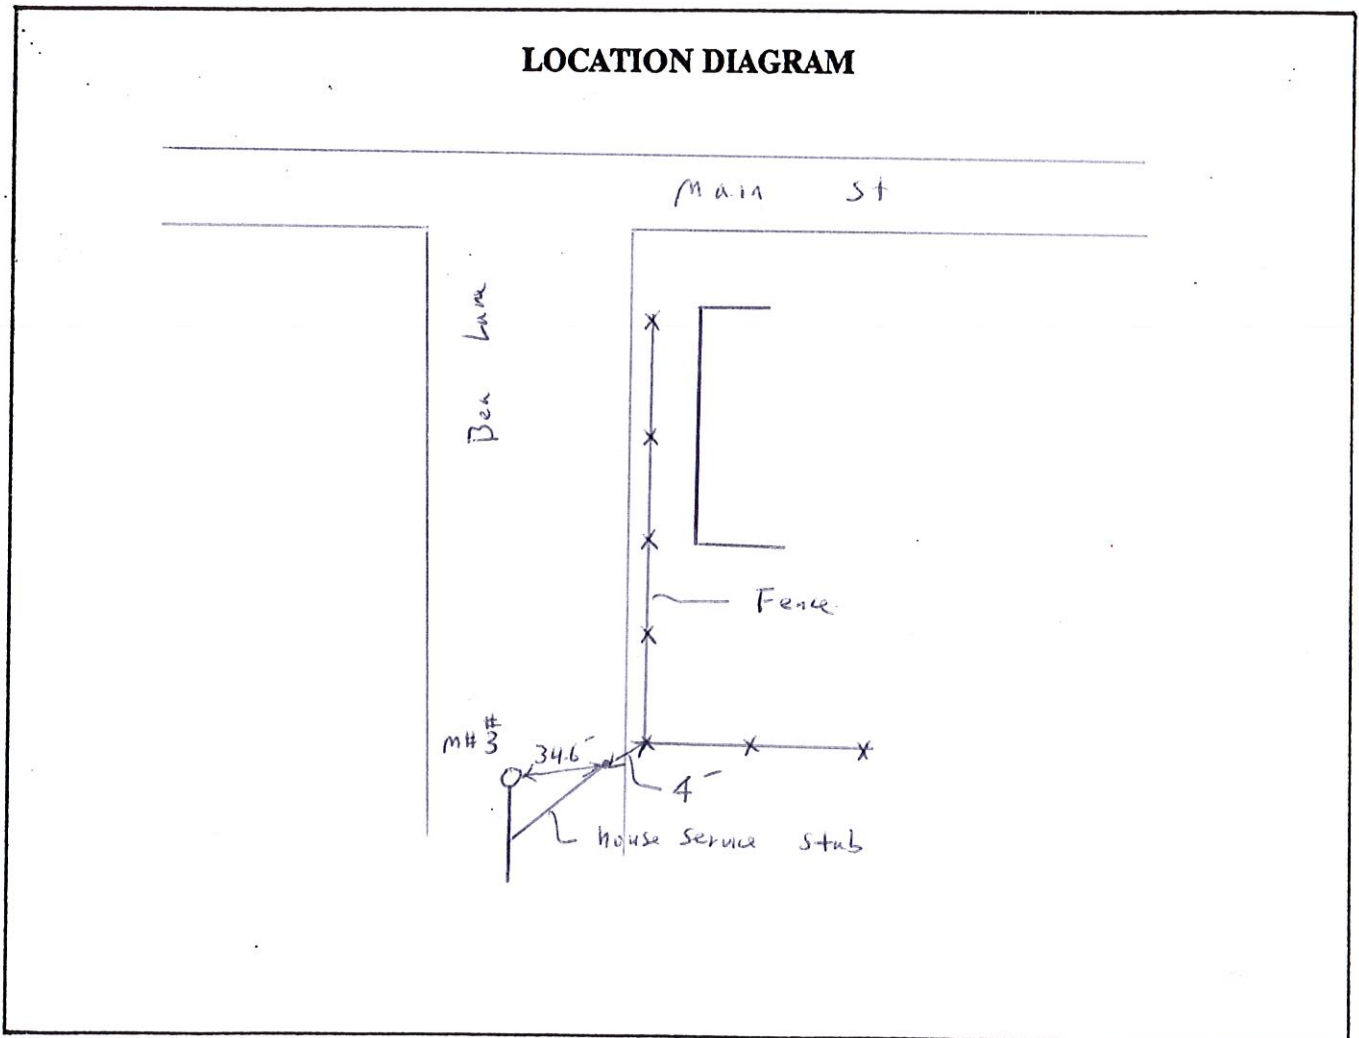 LOCATION DIAGRAM
Main St
Ben Lane
Fence
MH #3
34.6'
4'
house service stub